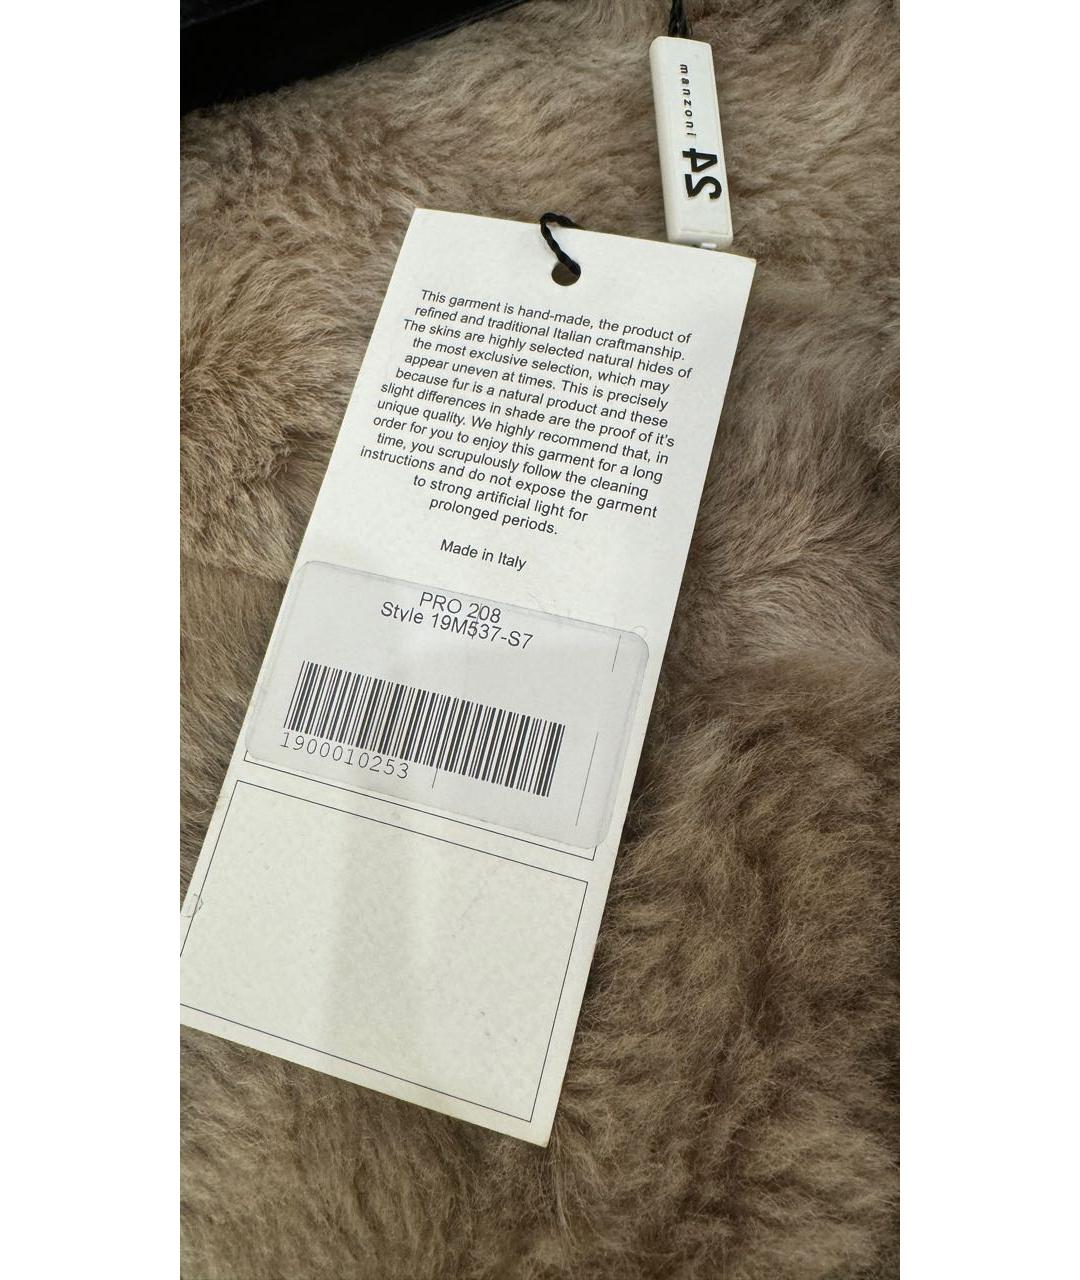 manzoni
24
This garment is hand-made, the product of
refined and traditional Italian craftmanship.
The skins are highly selected natural hides of
the most exclusive selection, which may
appear uneven at times. This is precisely
because fur is a natural product and these
slight differences in shade are the proof of it's
unique quality. We highly recommend that, in
order for you to enjoy this garment for a long
time, you scrupulously follow the cleaning
instructions and do not expose the garment
to strong artificial light for
prolonged periods.
Made in Italy
PRO 208
Style 19M537-S7
1900010253